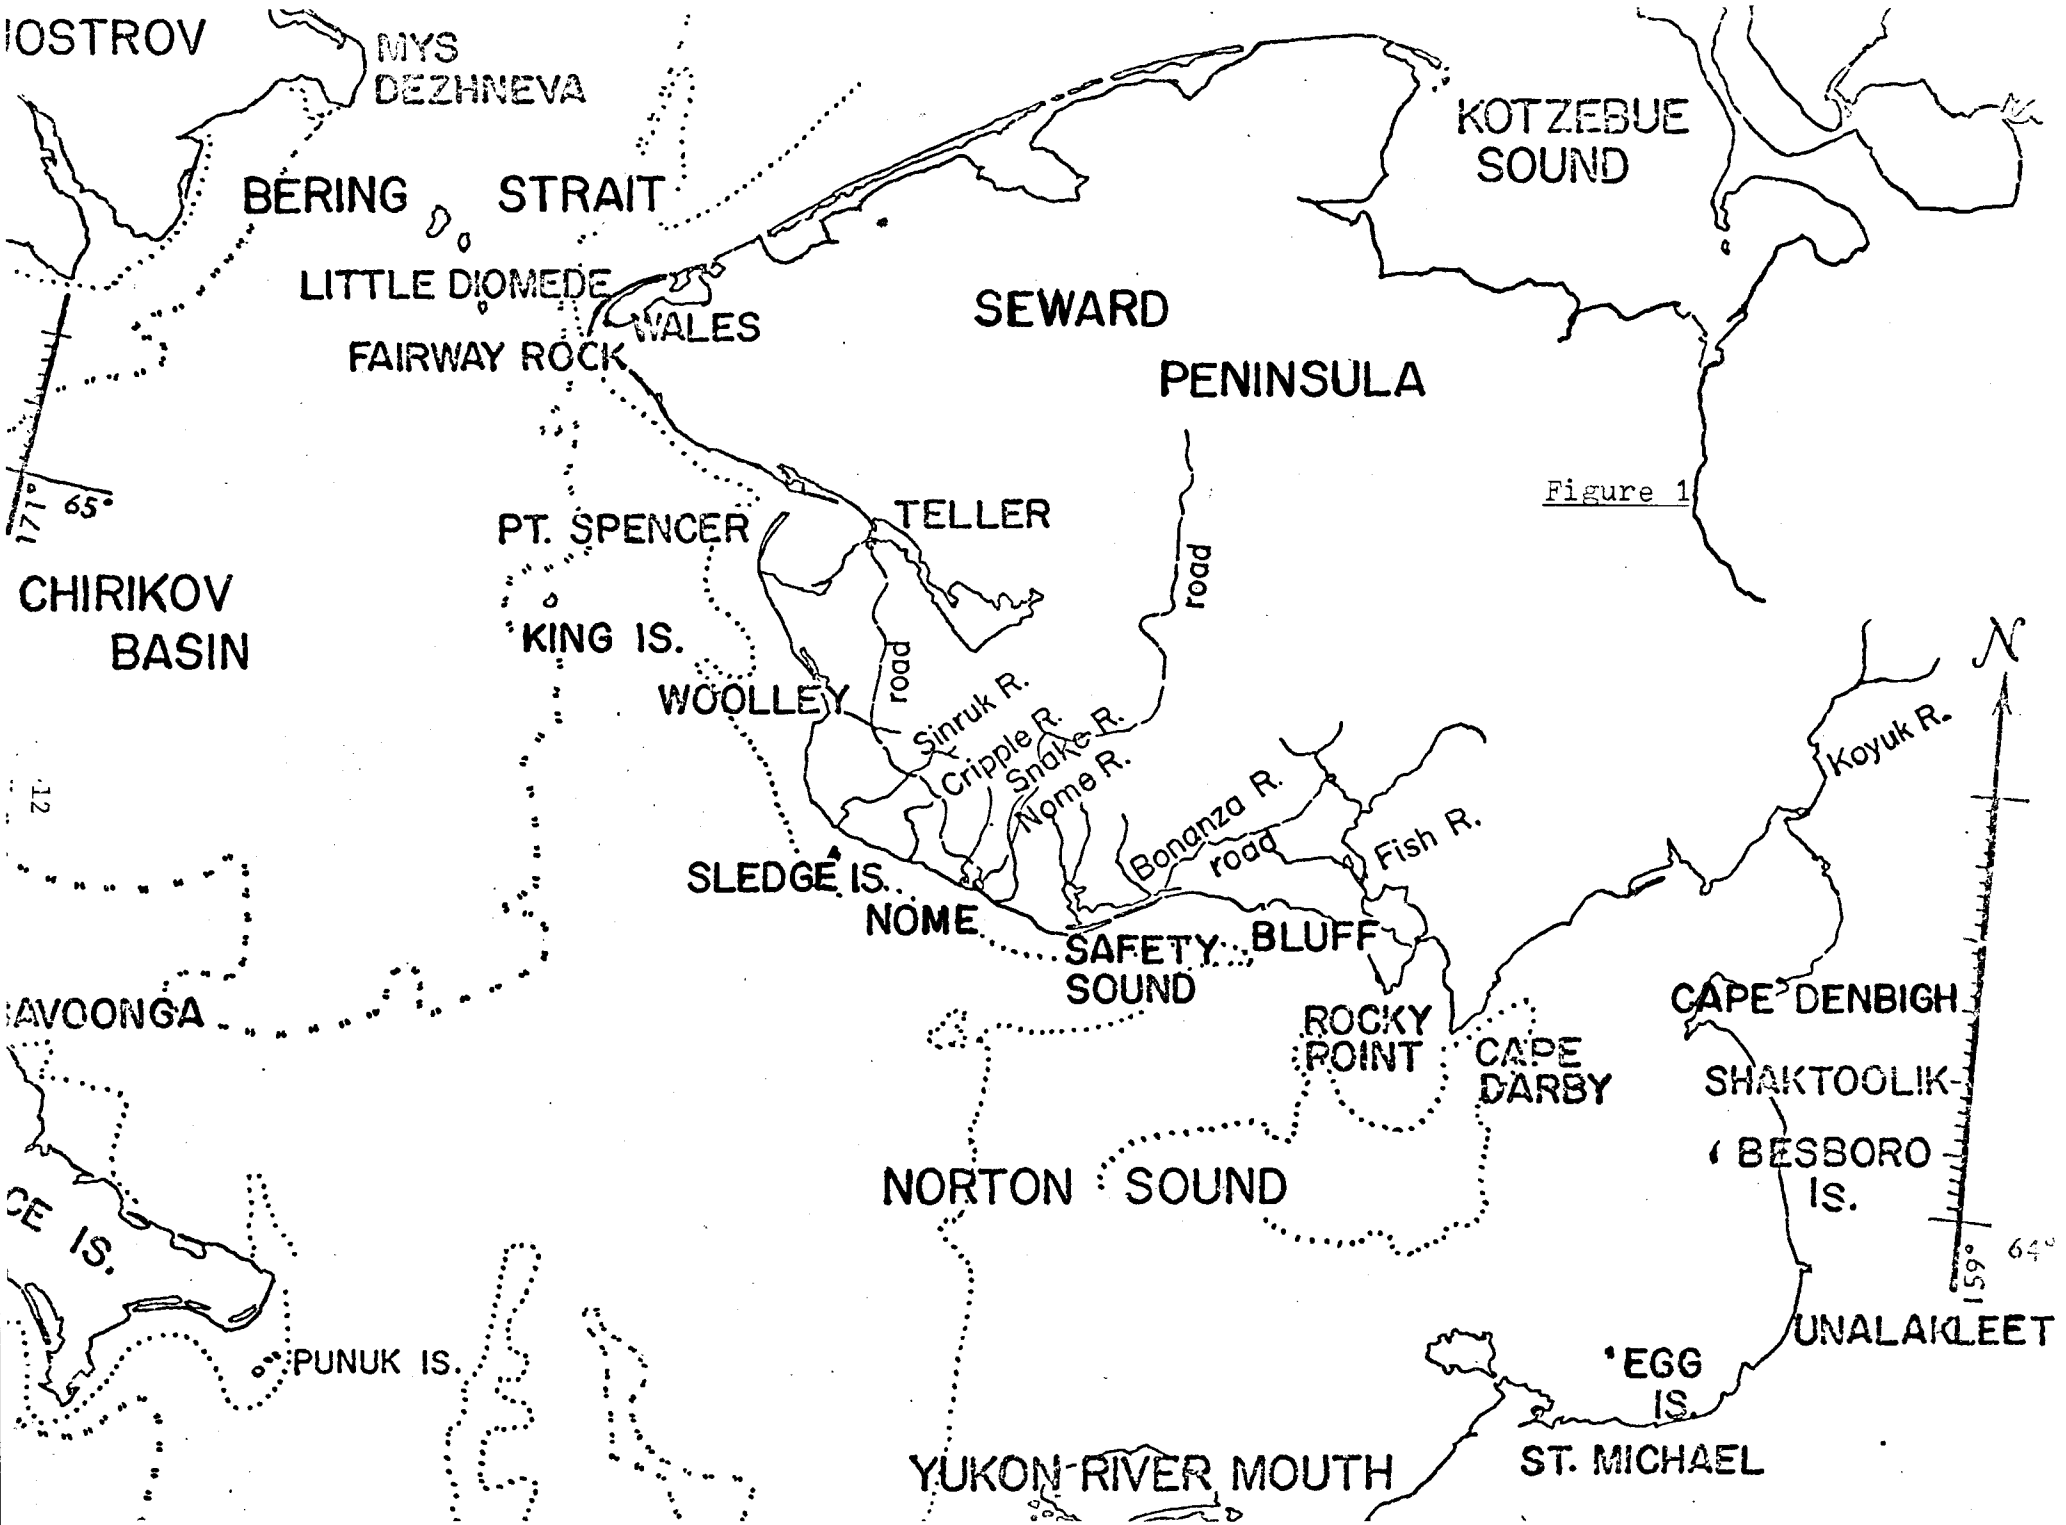 IOSTROV
MYS
DEZHNEVA
KOTZEBUE
SOUND
BERING STRAIT
LITTLE DIOMEDE
WALES
FAIRWAY ROCK
SEWARD
PENINSULA
Figure 1
171°
65°
PT. SPENCER
TELLER
road
CHIRIKOV
BASIN
KING IS.
N
WOOLLEY
road
Sinruk R.
Cripple R.
Snake R.
Nome R.
Koyuk R.
12
Bonanza R.
road
Fish R.
SLEDGE IS.
NOME
SAFETY
SOUND
BLUFF
AVOONGA
ROCKY
POINT
CAPE
DARBY
CAPE DENBIGH
SHAKTOOLIK
BESBORO
IS.
NORTON SOUND
CE IS.
64°
159°
UNALAKLEET
PUNUK IS.
EGG
IS.
YUKON RIVER MOUTH
ST. MICHAEL